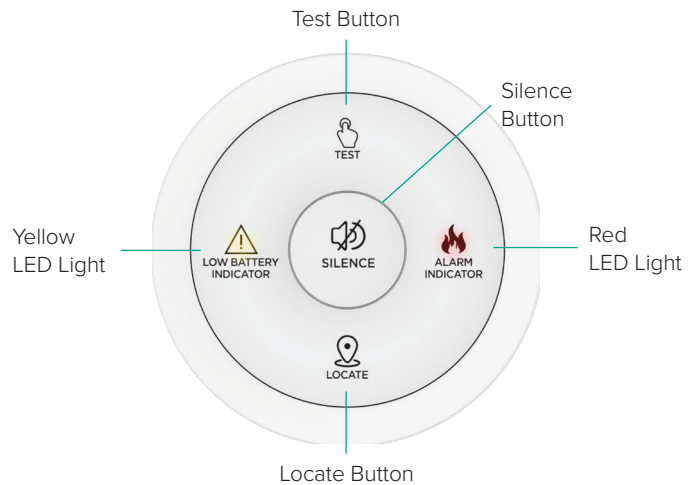 Test Button
Silence
Button
TEST
Yellow
LED Light
LOW BATTERY
INDICATOR
SILENCE
ALARM
INDICATOR
Red
LED Light
LOCATE
Locate Button